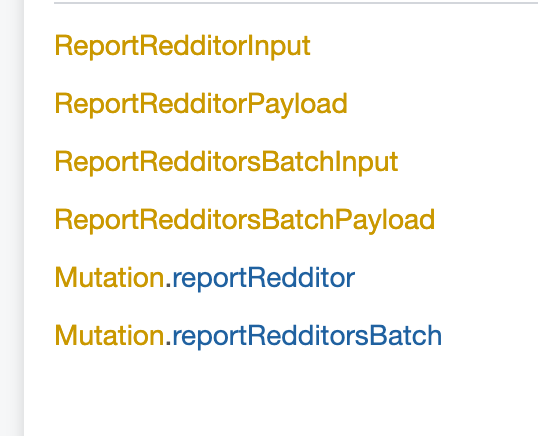 ReportRedditorInput
ReportRedditorPayload
ReportRedditorsBatchInput
ReportRedditorsBatchPayload
Mutation.reportRedditor
Mutation.reportRedditorsBatch